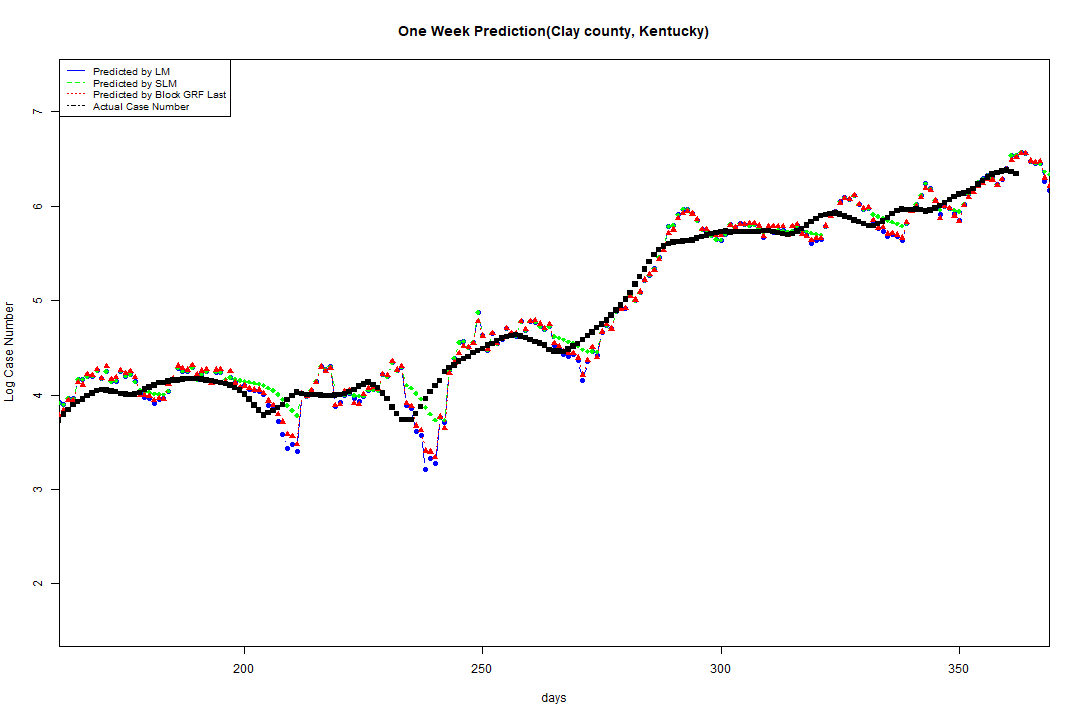 One Week Prediction(Clay county, Kentucky)
Predicted by LM
Predicted by SLM
Predicted by Block GRF Last
Actual Case Number
7
6
5
4
3
2
Log Case Number
200 250 300 350
days